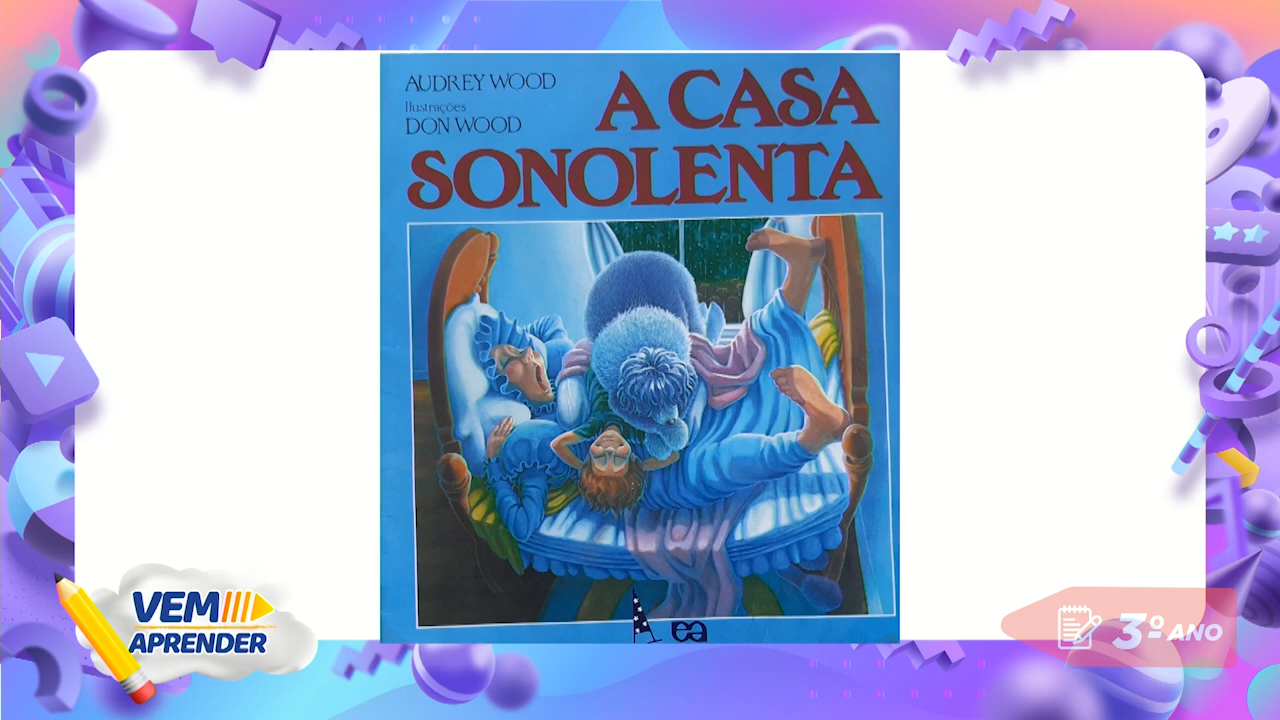 AUDREY WOOD
Ilustrações
DON WOOD
A CASA
SONOLENTA
ea
VEM
APRENDER
3º ANO